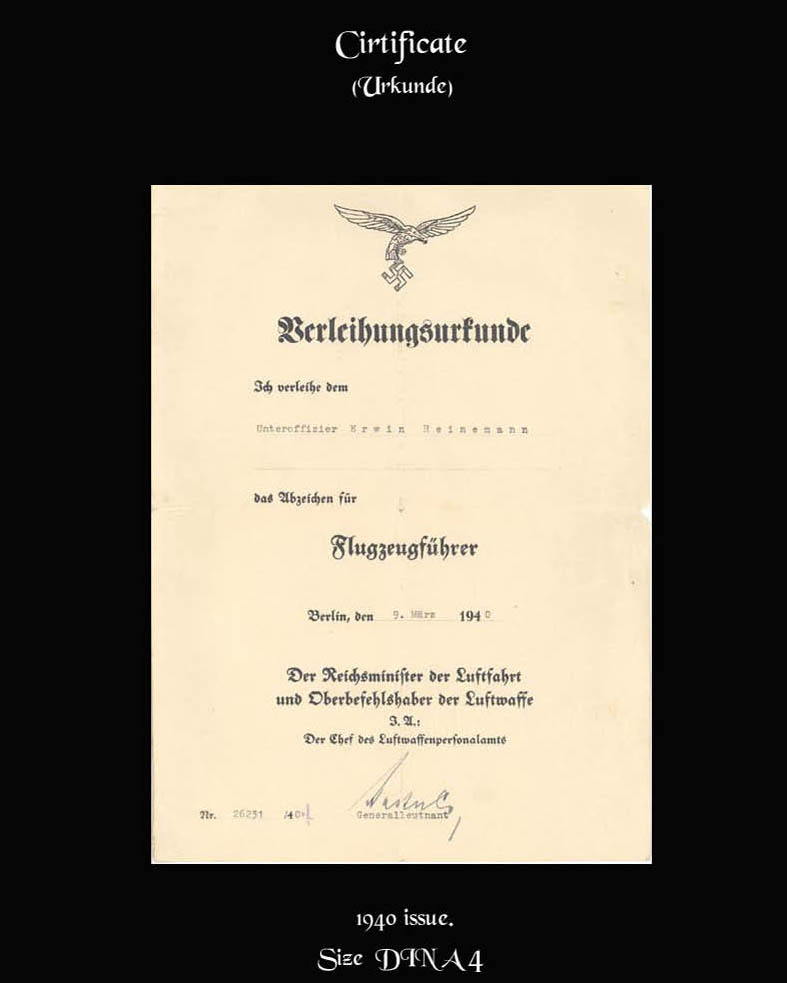 Cirtificate
(Urkunde)
Verleihungsurkunde
Ich verleihe dem
Unteroffizier Erwin Heinemann
das Abzeichen für
Flugzeugführer
Berlin, den 9. März 1940
Der Reichsminister der Luftfahrt
und Oberbefehlshaber der Luftwaffe
I. A.:
Der Chef des Luftwaffenpersonalamts
Generalleutnant
Nr. 26231 /40
1940 issue.
Size DINA4